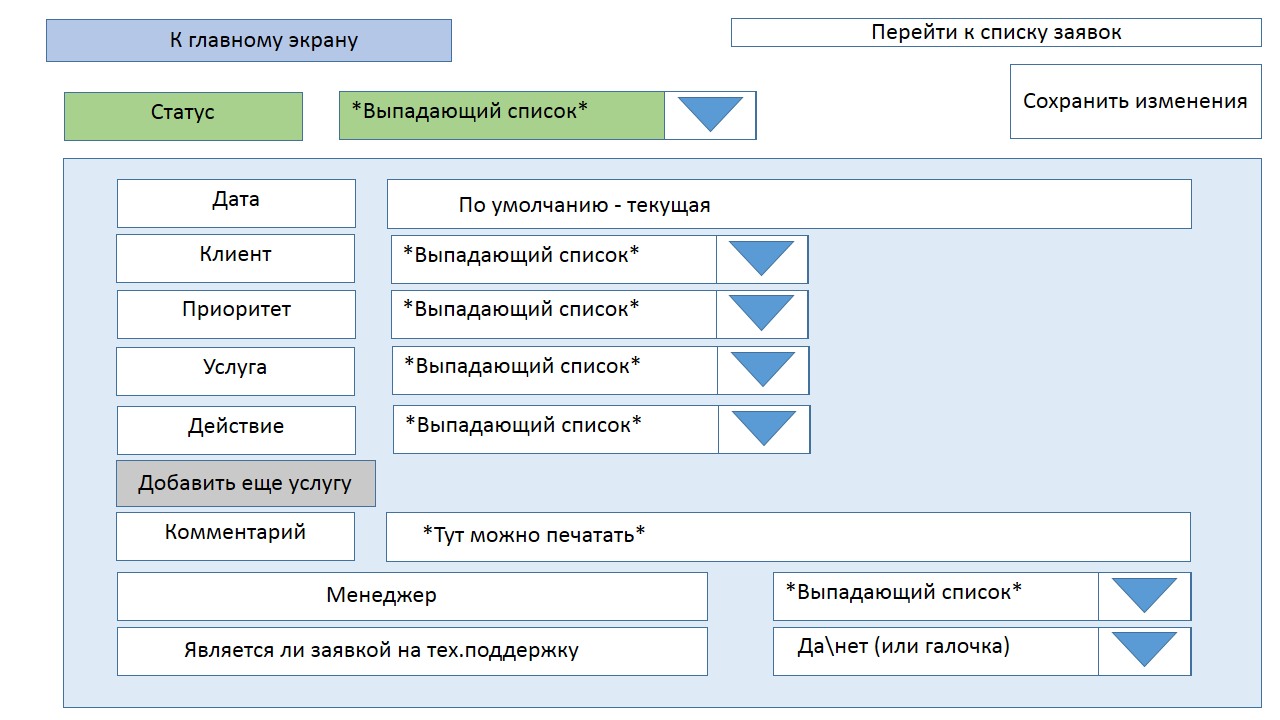 К главному экрану
Перейти к списку заявок
Сохранить изменения
Статус
*Выпадающий список*
Дата
По умолчанию - текущая
Клиент
*Выпадающий список*
Приоритет
*Выпадающий список*
Услуга
*Выпадающий список*
Действие
*Выпадающий список*
Добавить еще услугу
Комментарий
*Тут можно печатать*
Менеджер
*Выпадающий список*
Является ли заявкой на тех.поддержку
Да\нет (или галочка)